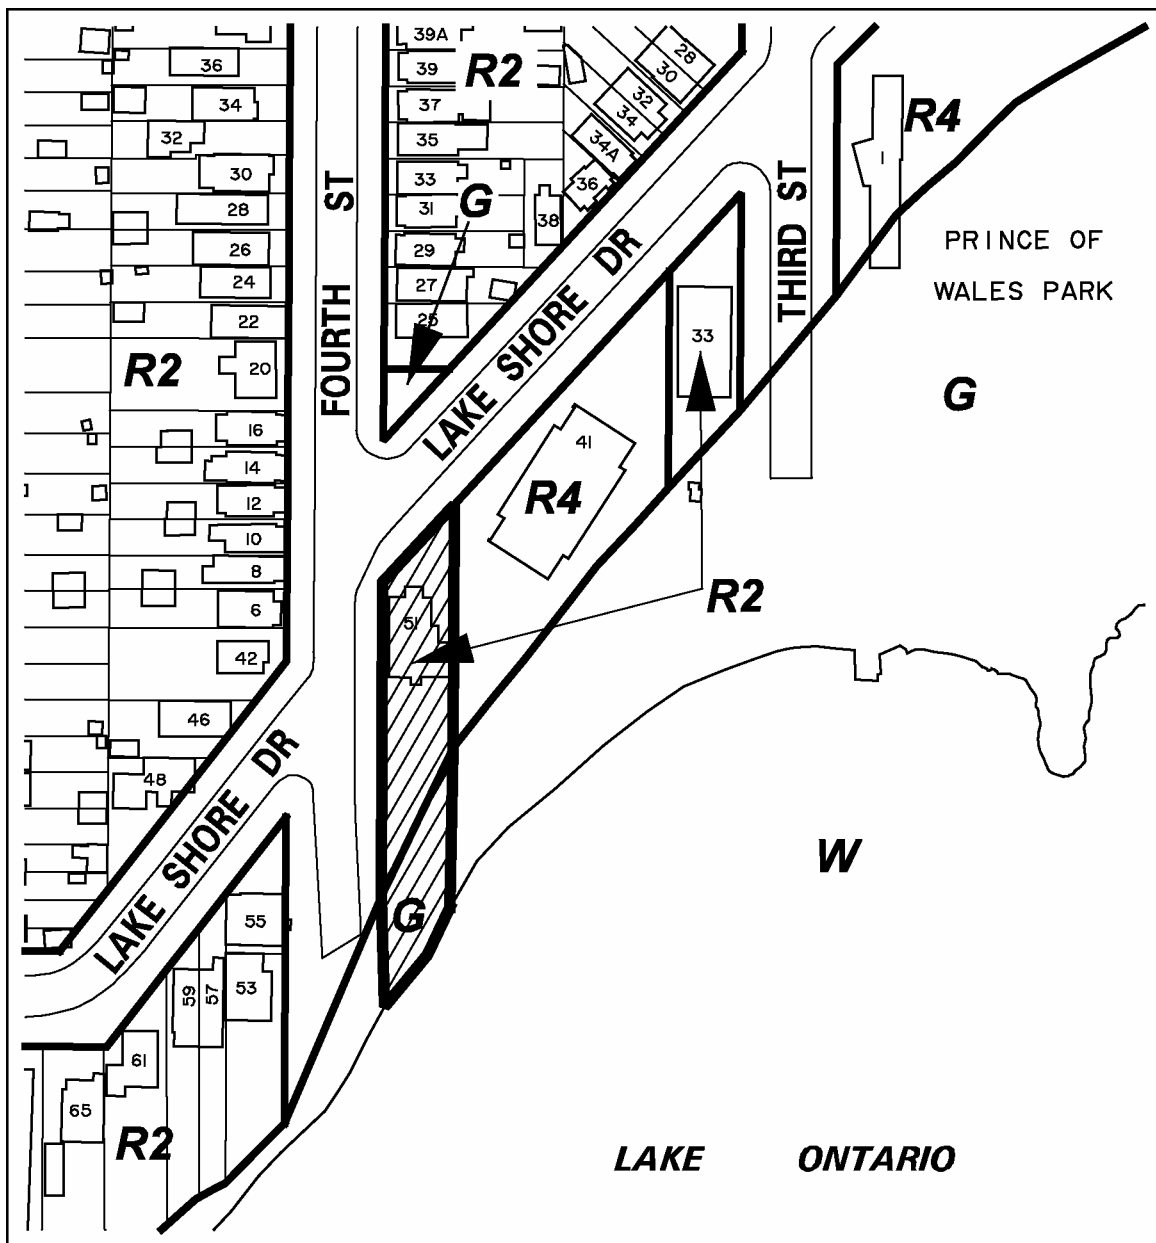 39A
39
37
35
33
31
29
27
25
R2
G
28
30
32
34
34A
36
38
36
34
32
30
28
26
24
22
20
16
14
12
10
8
6
42
46
48
R2
FOURTH ST
LAKE SHORE DR
THIRD ST
R4
1
PRINCE OF
WALES PARK
G
33
41
R4
R2
51
G
LAKE SHORE DR
55
53
57
59
61
65
R2
W
LAKE ONTARIO